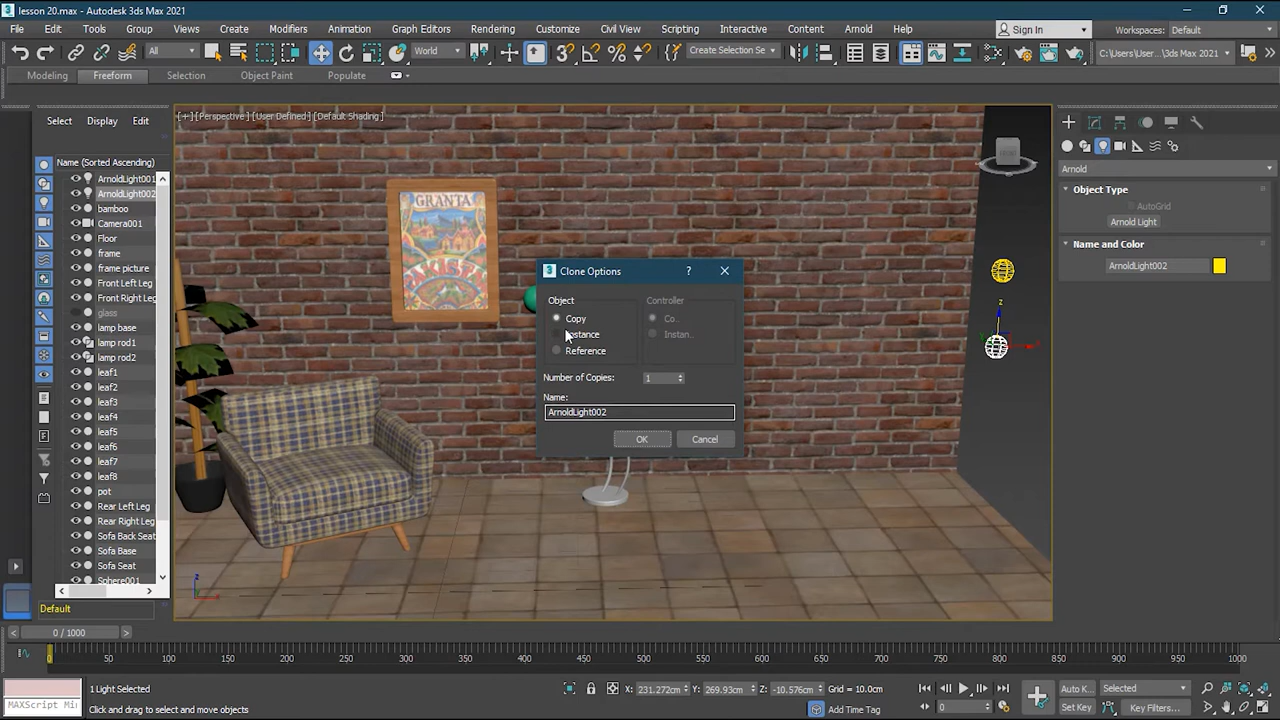 3 lesson 20.max - Autodesk 3ds Max 2021
File Edit Tools Group Views Create Modifiers Animation Graph Editors Rendering Customize Civil View Scripting Interactive Content Arnold Help Sign In Workspaces: Default
All World Create Selection Se C:\Users\User ...3ds Max 2021
Modeling Freeform Selection Object Paint Populate
Select Display Edit
[+] [Perspective] [User Defined] [Default Shading]
Name (Sorted Ascending)
ArnoldLight001
ArnoldLight002
bamboo
Camera001
Floor
frame
frame picture
Front Left Leg
Front Right Leg
glass
lamp base
lamp rod1
lamp rod2
leaf1
leaf2
leaf3
leaf4
leaf5
leaf6
leaf7
leaf8
pot
Rear Left Leg
Rear Right Leg
Sofa Back Seat
Sofa Base
Sofa Seat
Sphere001
Default
GRANTA
PAKISTAN
Clone Options ?
Object
Copy
Instance
Reference
Controller
Co..
Instan..
Number of Copies: 1
Name:
ArnoldLight002
OK Cancel
z
x
Arnold
Object Type
AutoGrid
Arnold Light
Name and Color
ArnoldLight002
0 / 1000
0 50 100 150 200 250 300 350 400 450 500 550 600 650 700 750 800 850 900 950 1000
1 Light Selected
X: 231.272cm Y: 269.93cm Z: -10.576cm Grid = 10.0cm
Auto K... Selected
MAXScript Mi
Click and drag to select and move objects
Add Time Tag
0
Set Key Key Filters...